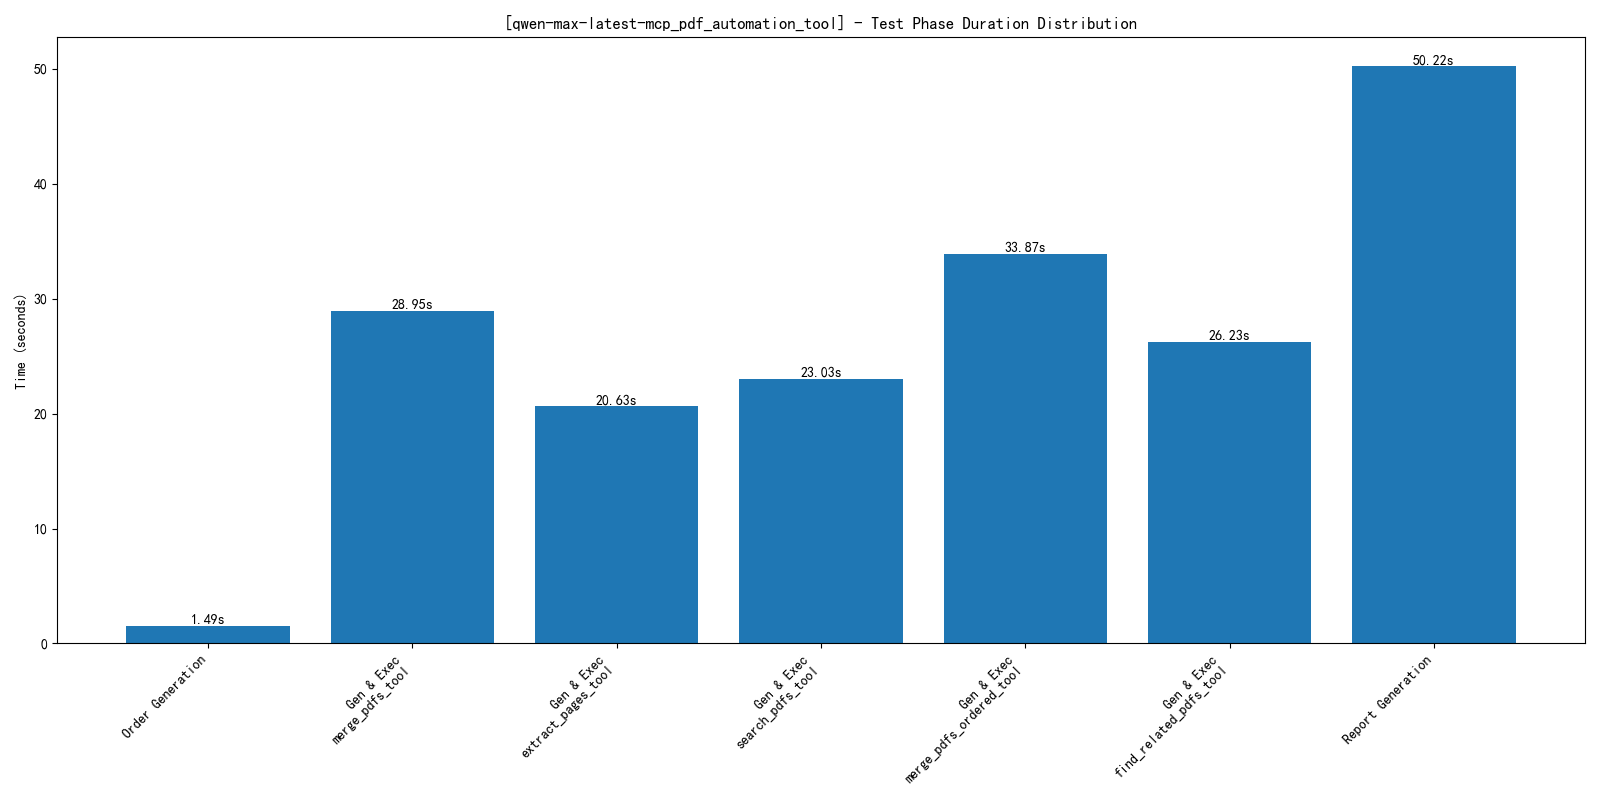 [qwen-max-latest-mcp_pdf_automation_tool] - Test Phase Duration Distribution
Time (seconds)
50
40
30
20
10
0
1.49s
28.95s
20.63s
23.03s
33.87s
26.23s
50.22s
Order Generation
Gen & Exec
merge_pdfs_tool
Gen & Exec
extract_pages_tool
Gen & Exec
search_pdfs_tool
Gen & Exec
merge_pdfs_ordered_tool
Gen & Exec
find_related_pdfs_tool
Report Generation